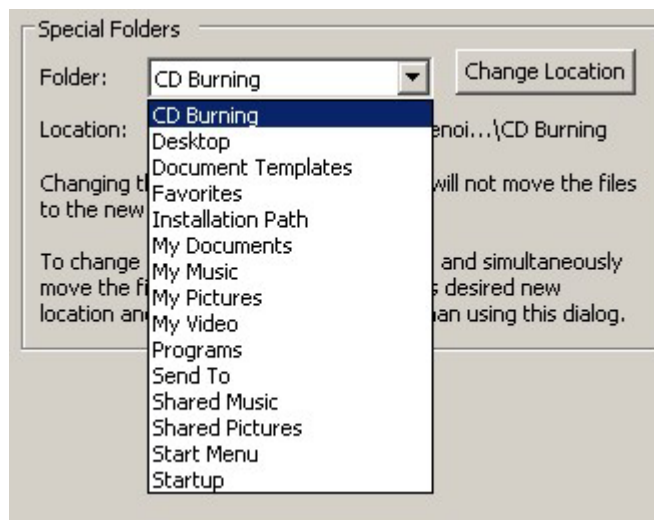 Special Folders
Folder: CD Burning Change Location
CD Burning
Location: enoi...\CD Burning
Desktop
Document Templates
Changing t will not move the files
Favorites
to the new
Installation Path
My Documents
To change and simultaneously
My Music
move the desired new
My Pictures
location an using this dialog.
My Video
Programs
Send To
Shared Music
Shared Pictures
Start Menu
Startup